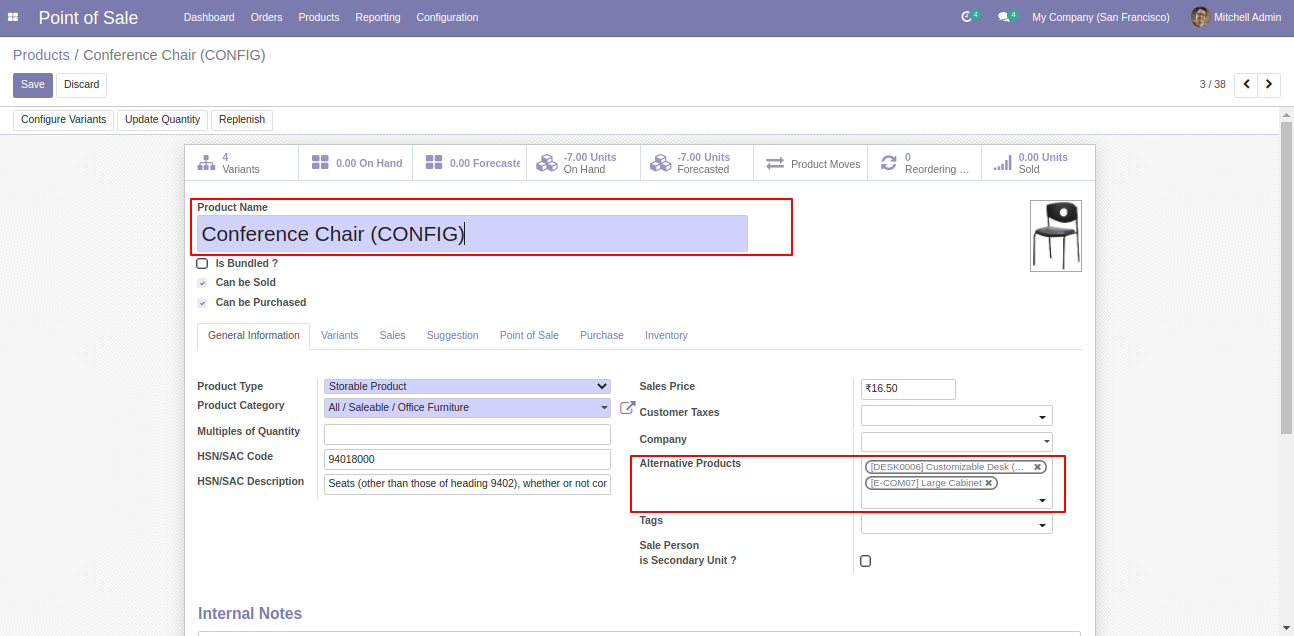 Point of Sale Dashboard Orders Products Reporting Configuration 4 4 My Company (San Francisco) Mitchell Admin
Products / Conference Chair (CONFIG)
Save Discard 3 / 38
Configure Variants Update Quantity Replenish
4 Variants
0.00 On Hand
0.00 Forecaste
-7.00 Units On Hand
-7.00 Units Forecasted
Product Moves
0 Reordering ...
0.00 Units Sold
Product Name
Conference Chair (CONFIG)
Is Bundled ?
Can be Sold
Can be Purchased
General Information Variants Sales Suggestion Point of Sale Purchase Inventory
Product Type Storable Product
Product Category All / Saleable / Office Furniture
Multiples of Quantity
HSN/SAC Code 94018000
HSN/SAC Description Seats (other than those of heading 9402), whether or not cor
Sales Price ₹16.50
Customer Taxes
Company
Alternative Products [DESK0006] Customizable Desk (...
[E-COM07] Large Cabinet
Tags
Sale Person
is Secondary Unit ?
Internal Notes